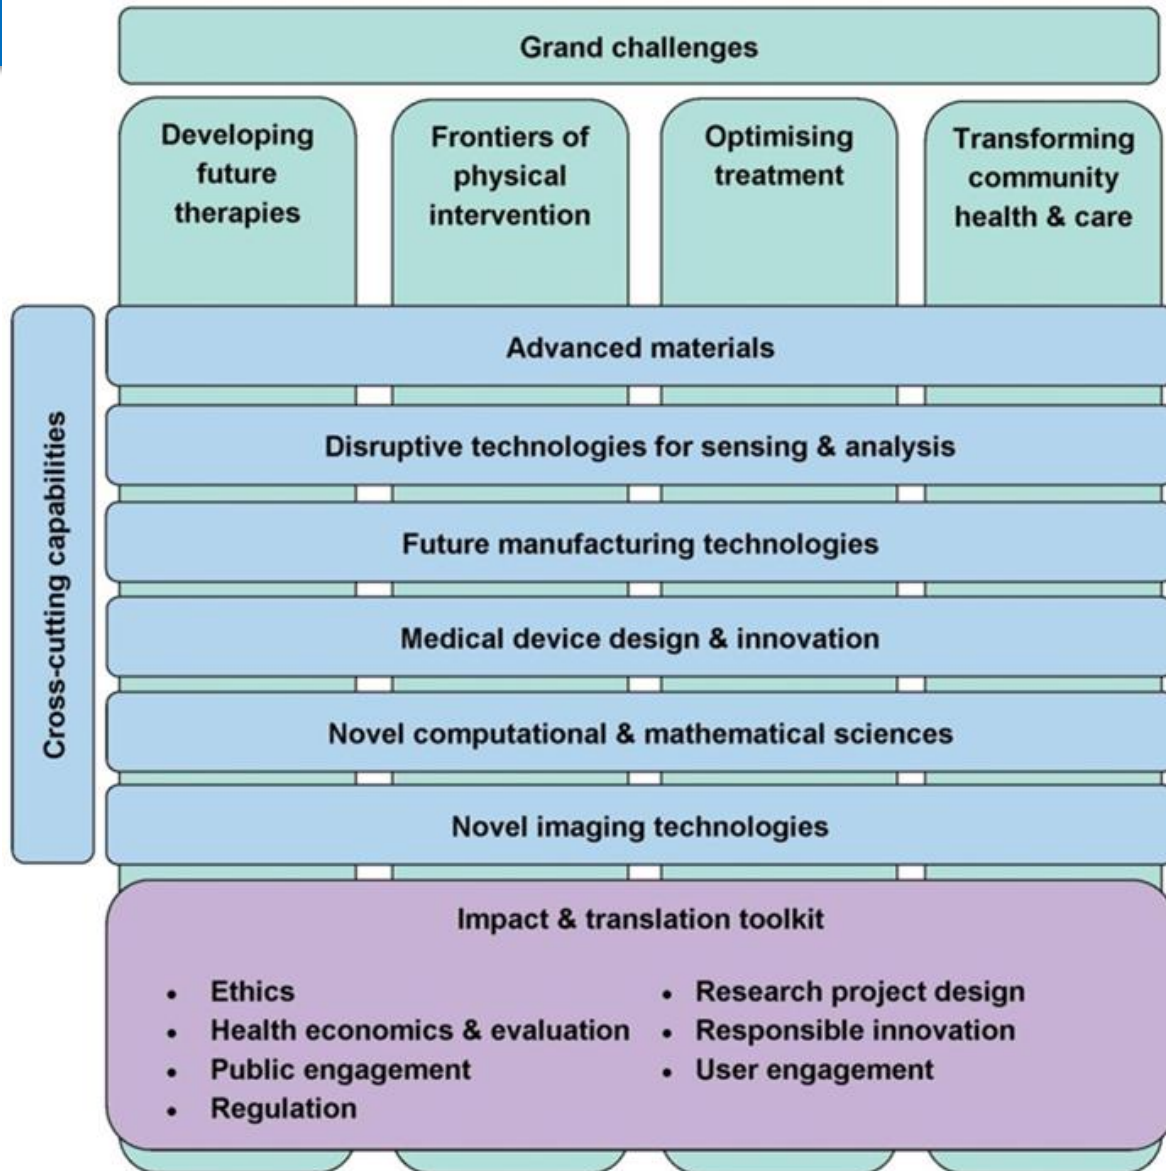 Grand challenges
Developing
future
therapies
Frontiers of
physical
intervention
Optimising
treatment
Transforming
community
health & care
Cross-cutting capabilities
Advanced materials
Disruptive technologies for sensing & analysis
Future manufacturing technologies
Medical device design & innovation
Novel computational & mathematical sciences
Novel imaging technologies
Impact & translation toolkit
• Ethics
• Health economics & evaluation
• Public engagement
• Regulation
• Research project design
• Responsible innovation
• User engagement